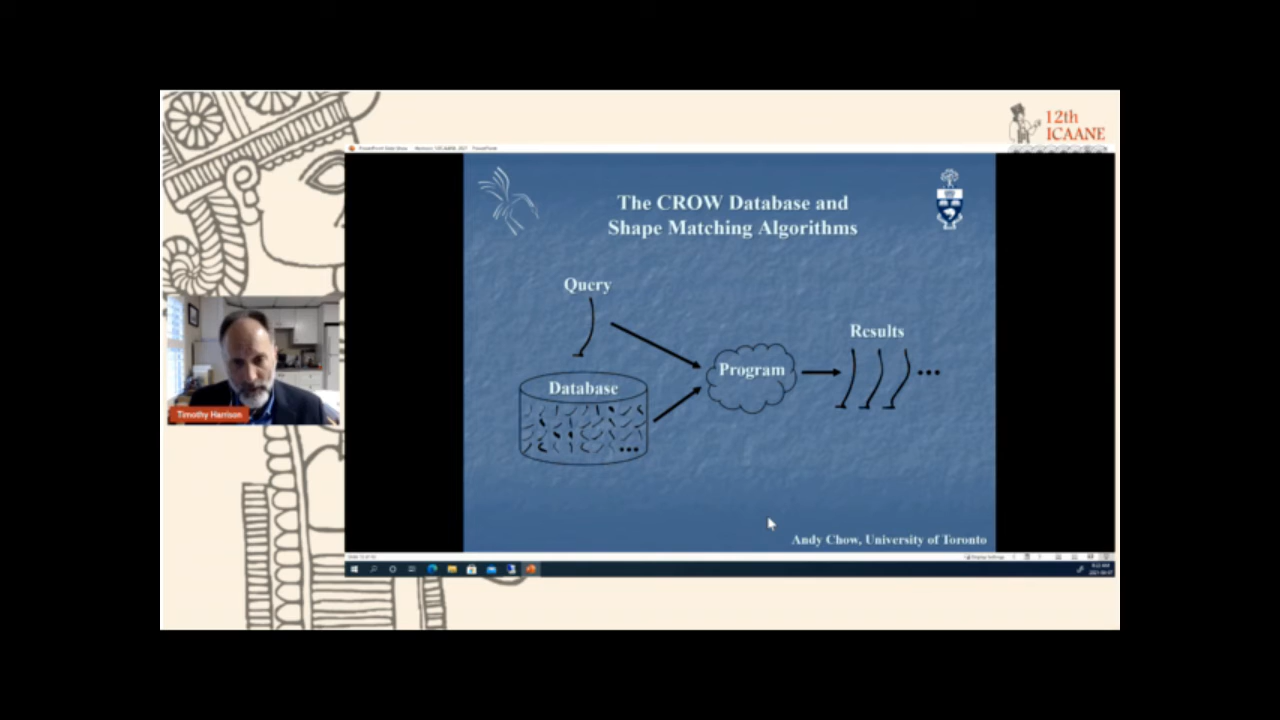 12th
ICAANE
The CROW Database and
Shape Matching Algorithms
Query
Results
Program
Database
Timothy Harrison
Andy Chow, University of Toronto